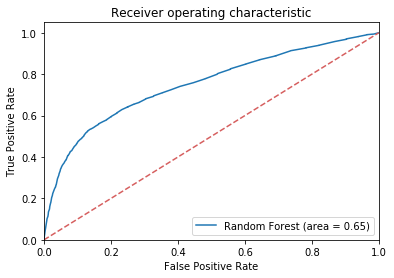 Receiver operating characteristic
True Positive Rate
1.0
0.8
0.6
0.4
0.2
0.0
Random Forest (area = 0.65)
0.0 0.2 0.4 0.6 0.8 1.0
False Positive Rate